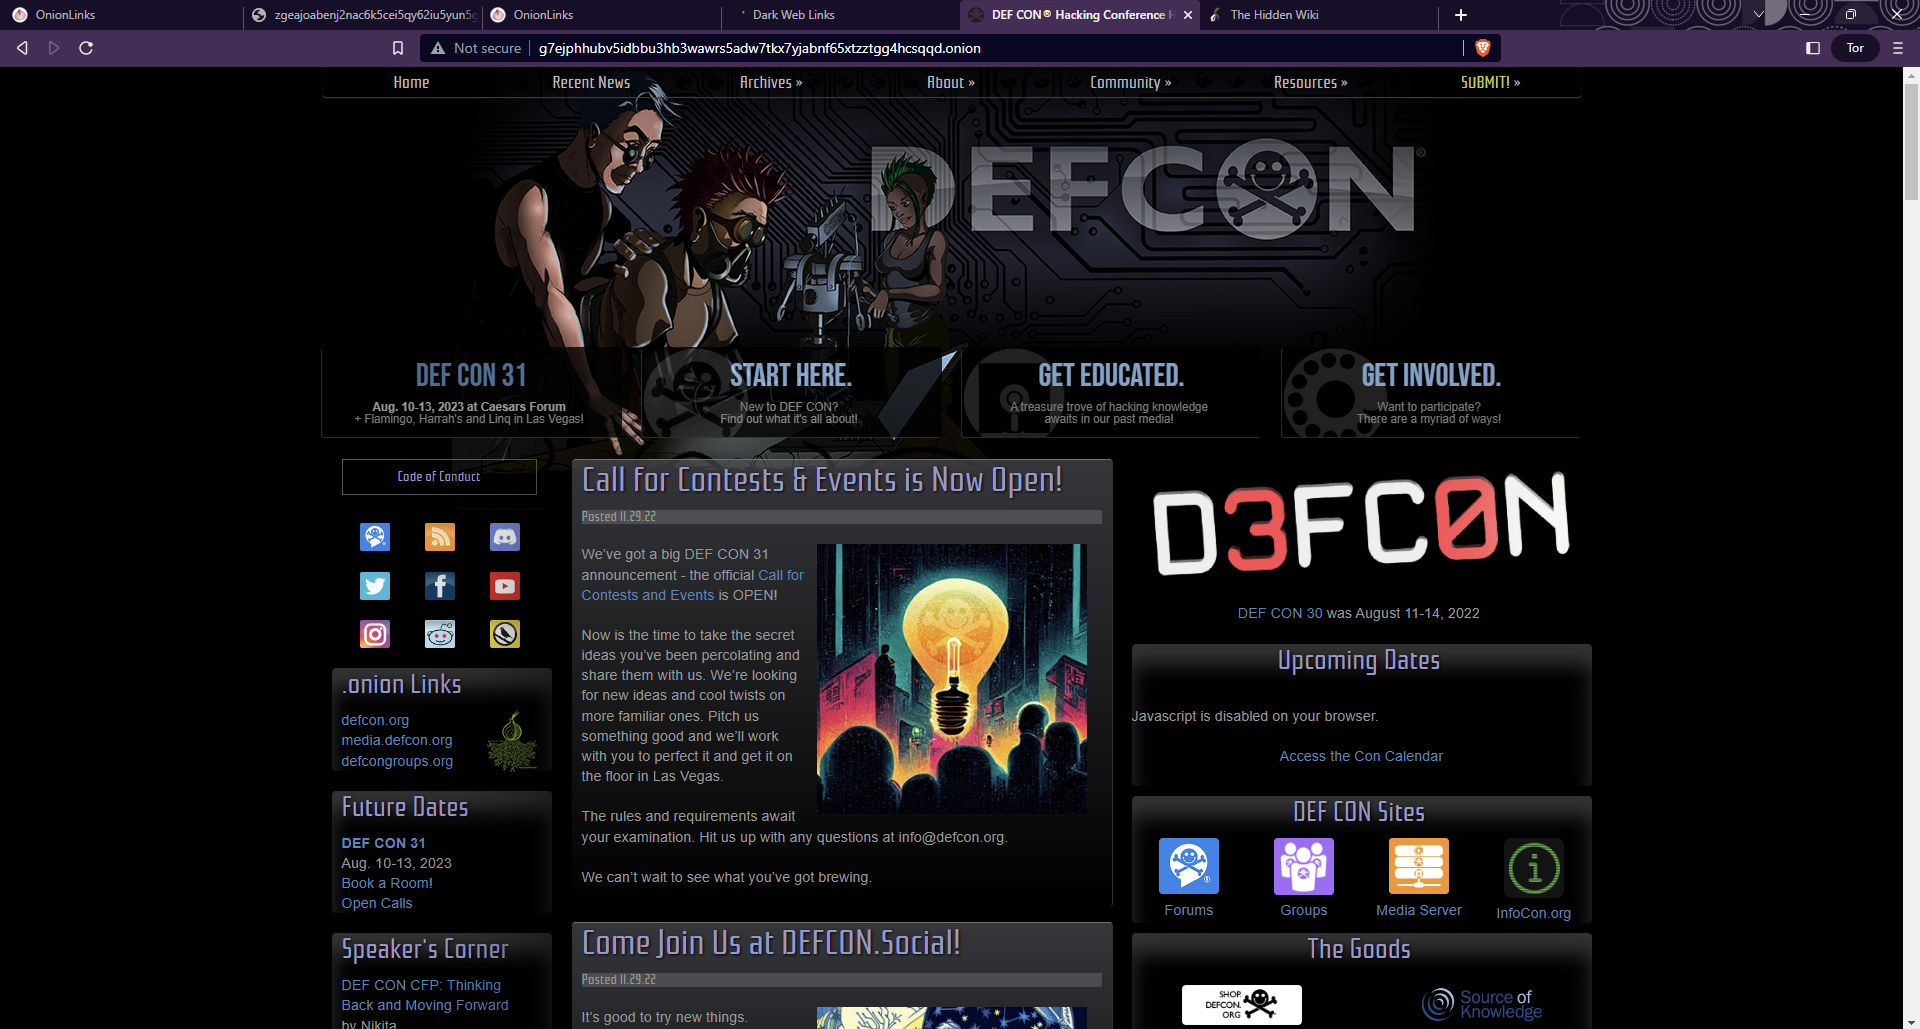 OnionLinks
zgeajoabenj2nac6k5cei5qy62iu5yun5g
OnionLinks
Dark Web Links
DEF CON® Hacking Conference H
The Hidden Wiki
Not secure
g7ejphhubv5idbbu3hb3wawrs5adw7tkx7yjabnf65xtzztgg4hcsqqd.onion
Tor
Home
Recent News
Archives »
About »
Community »
Resources »
SUBMIT! »
DEFCON®
DEF CON 31
Aug. 10-13, 2023 at Caesars Forum
+ Flamingo, Harrah's and Linq in Las Vegas!
START HERE.
New to DEF CON?
Find out what it's all about!
GET EDUCATED.
A treasure trove of hacking knowledge
awaits in our past media!
GET INVOLVED.
Want to participate?
There are a myriad of ways!
Code of Conduct
.onion Links
defcon.org
media.defcon.org
defcongroups.org
Future Dates
DEF CON 31
Aug. 10-13, 2023
Book a Room!
Open Calls
Speaker's Corner
DEF CON CFP: Thinking
Back and Moving Forward
by Nikita
Call for Contests & Events is Now Open!
Posted 11.29.22
We've got a big DEF CON 31
announcement - the official Call for
Contests and Events is OPEN!
Now is the time to take the secret
ideas you've been percolating and
share them with us. We're looking
for new ideas and cool twists on
more familiar ones. Pitch us
something good and we'll work
with you to perfect it and get it on
the floor in Las Vegas.
The rules and requirements await
your examination. Hit us up with any questions at info@defcon.org.
We can't wait to see what you've got brewing.
Come Join Us at DEFCON.Social!
Posted 11.29.22
It's good to try new things.
D3FC0N
DEF CON 30 was August 11-14, 2022
Upcoming Dates
Javascript is disabled on your browser.
Access the Con Calendar
DEF CON Sites
Forums
Groups
Media Server
InfoCon.org
The Goods
SHOP.
DEFCON.
ORG
Source of
Knowledge